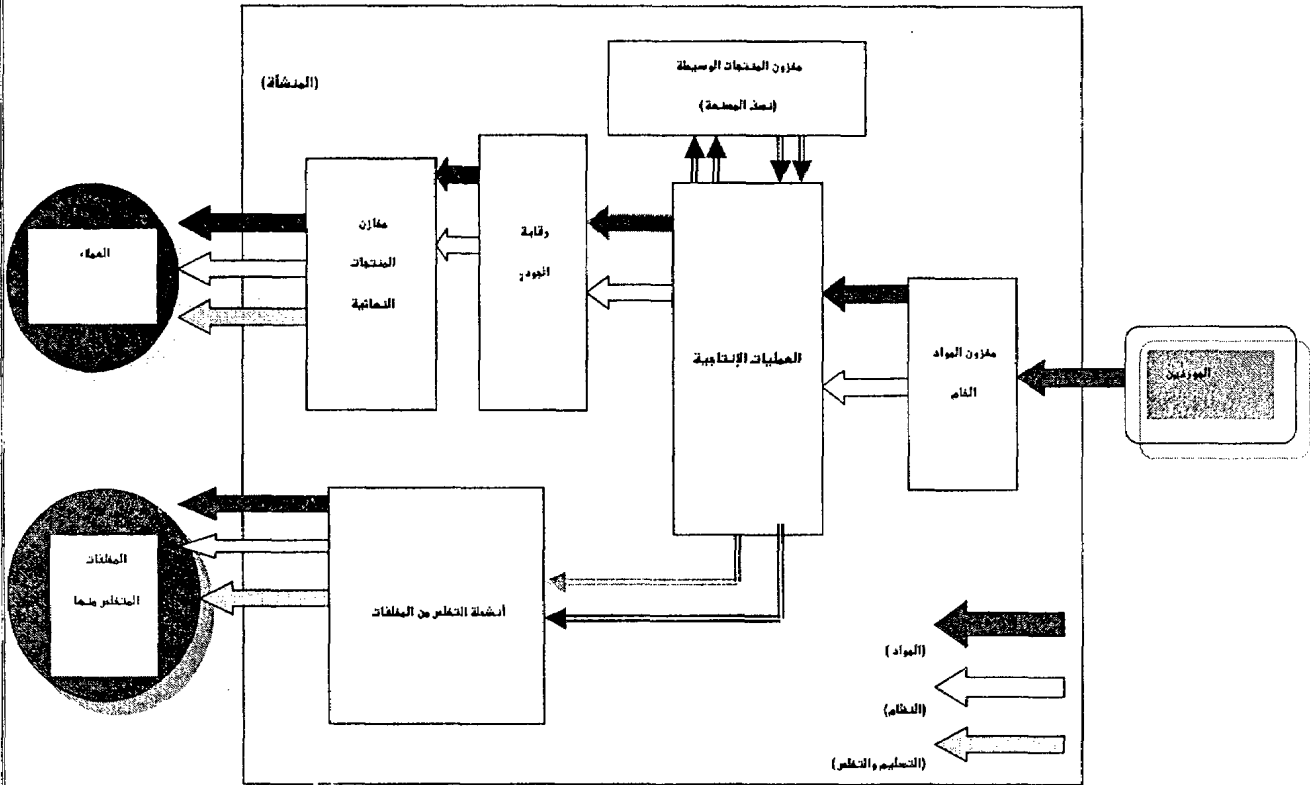 مخزون المنتجات الوسيطة
(نصف المصنعة)
(المنشأة)
الموردين
مخزون المواد
الخام
العمليات الإنتاجية
رقابة
الجودة
مخازن
المنتجات
النهائية
العملاء
أنشطة التخلص من المخلفات
المخلفات
المتخلص منها
(المواد)
(النظام)
(التسليم والتخلص)